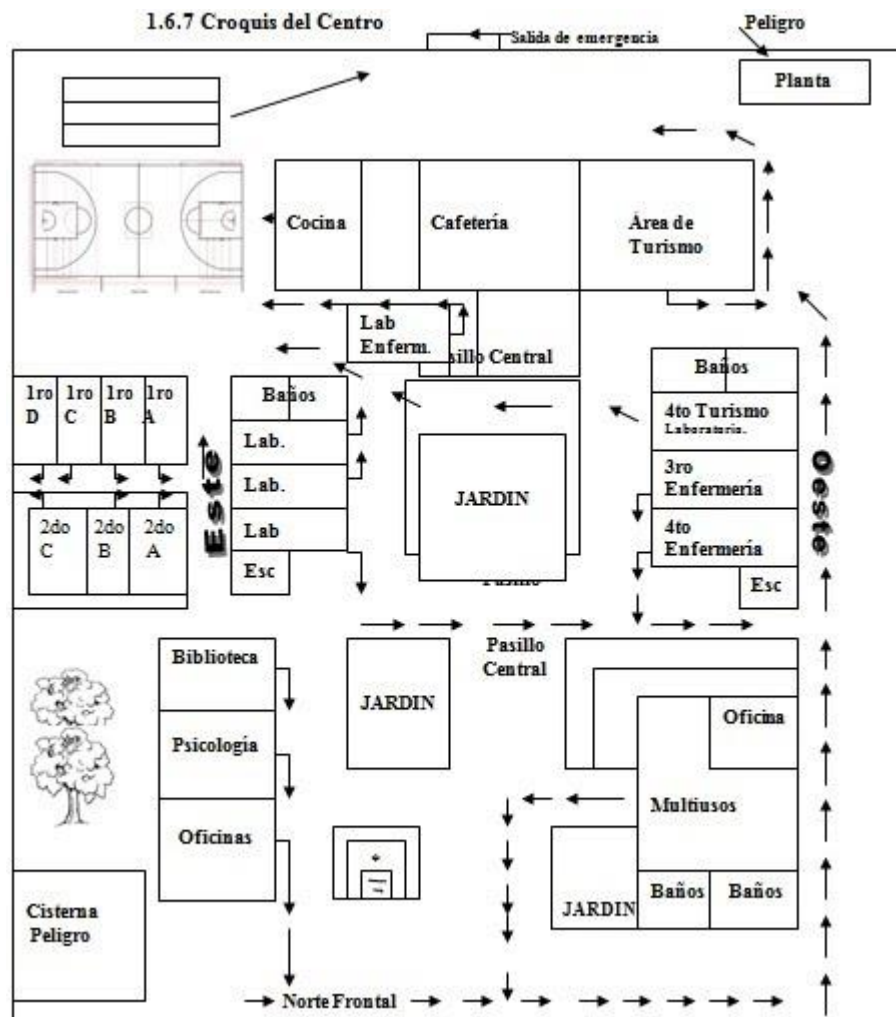 1.6.7 Croquis del Centro
Salida de emergencia
Peligro
Planta
Cocina
Cafetería
Área de
Turismo
Lab
Enferm.
sillo Central
Baños
4to Turismo
Laboratorio.
3ro
Enfermería
4to
Enfermería
Esc
Oeste
1ro
D
1ro
C
1ro
B
1ro
A
2do
C
2do
B
2do
A
Este
Baños
Lab.
Lab.
Lab
Esc
JARDIN
Pasillo
Central
Biblioteca
Psicología
Oficinas
JARDIN
Oficina
Multiusos
Baños
Baños
JARDIN
Cisterna
Peligro
Norte Frontal